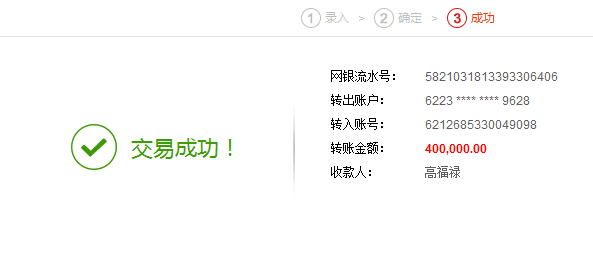 1 录入 > 2 确定 > 3 成功
网银流水号： 5821031813393306406
转出账户： 6223 **** **** 9628
转入账号： 6212685330049098
转账金额： 400,000.00
收款人： 高福禄
交易成功！